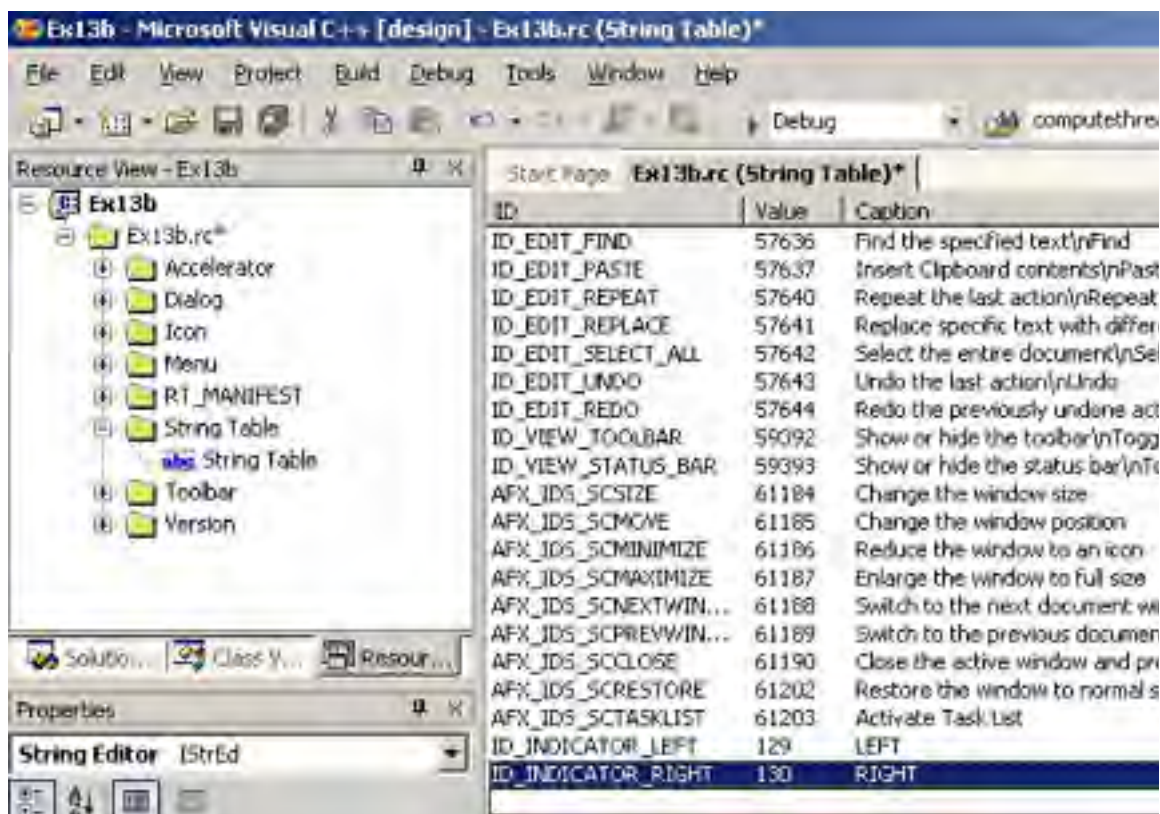 Ex13b - Microsoft Visual C++ [design] - Ex13b.rc (String Table)*
File Edit View Project Build Debug Tools Window Help
Debug computethrea
Resource View - Ex13b
Ex13b
Ex13b.rc*
Accelerator
Dialog
Icon
Menu
RT_MANIFEST
String Table
abc String Table
Toolbar
Version
Solutio... Class V... Resour...
Properties
String Editor IStrEd
Start Page Ex13b.rc (String Table)*
ID Value Caption
ID_EDIT_FIND 57636 Find the specified text\nFind
ID_EDIT_PASTE 57637 Insert Clipboard contents\nPast
ID_EDIT_REPEAT 57640 Repeat the last action\nRepeat
ID_EDIT_REPLACE 57641 Replace specific text with differe
ID_EDIT_SELECT_ALL 57642 Select the entire document\nSel
ID_EDIT_UNDO 57643 Undo the last action\nUndo
ID_EDIT_REDO 57644 Redo the previously undone act
ID_VIEW_TOOLBAR 59392 Show or hide the toolbar\nTogg
ID_VIEW_STATUS_BAR 59393 Show or hide the status bar\nTo
AFX_IDS_SCSIZE 61184 Change the window size
AFX_IDS_SCMOVE 61185 Change the window position
AFX_IDS_SCMINIMIZE 61186 Reduce the window to an icon
AFX_IDS_SCMAXIMIZE 61187 Enlarge the window to full size
AFX_IDS_SCNEXTWIN... 61188 Switch to the next document wi
AFX_IDS_SCPREVWIN... 61189 Switch to the previous documen
AFX_IDS_SCCLOSE 61190 Close the active window and pro
AFX_IDS_SCRESTORE 61202 Restore the window to normal s
AFX_IDS_SCTASKLIST 61203 Activate Task List
ID_INDICATOR_LEFT 129 LEFT
ID_INDICATOR_RIGHT 130 RIGHT